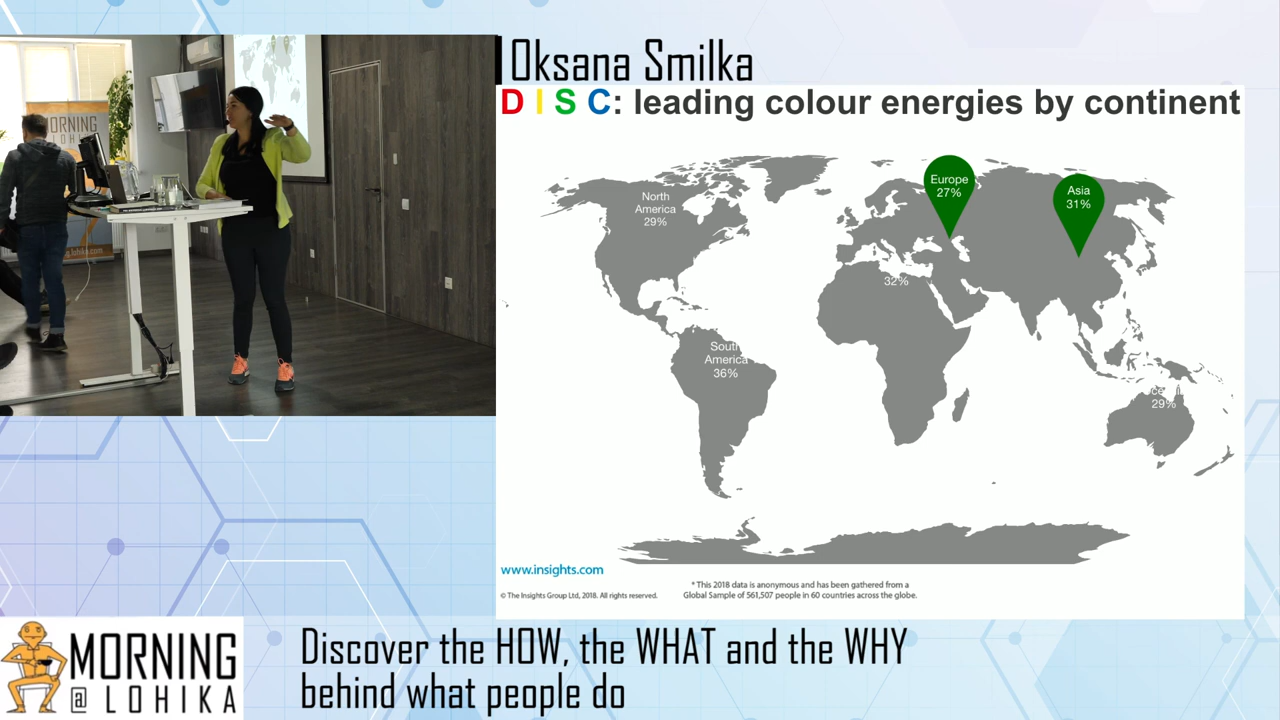 Oksana Smilka
D I S C: leading colour energies by continent
North
America
29%
Europe
27%
Asia
31%
32%
South
America
36%
29%
www.insights.com
© The Insights Group Ltd, 2018. All rights reserved.
* This 2018 data is anonymous and has been gathered from a
Global Sample of 561,507 people in 60 countries across the globe.
MORNING
@ LOHIKA
Discover the HOW, the WHAT and the WHY
behind what people do